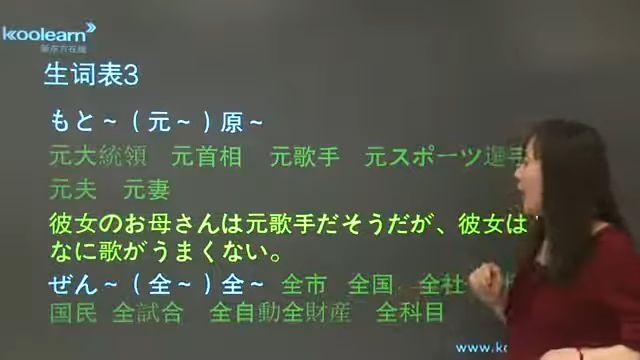 koolearn
新东方在线
生词表3
もと～（元～）原～
元大統領 元首相 元歌手 元スポーツ選手
元夫 元妻
彼女のお母さんは元歌手だそうだが、彼女は
なに歌がうまくない。
ぜん～（全～）全～ 全市 全国 全社
国民 全試合 全自動全財産 全科目
www.ko